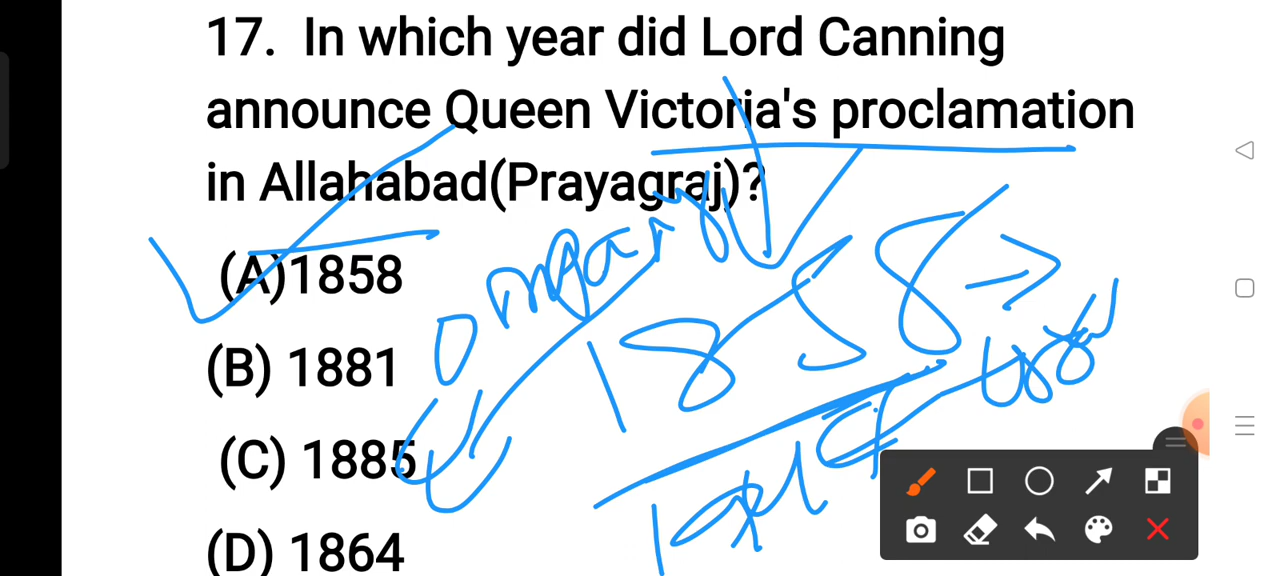 17. In which year did Lord Canning
announce Queen Victoria's proclamation
in Allahabad(Prayagraj)?
(A)1858
(B) 1881
(C) 1885
(D) 1864
1858